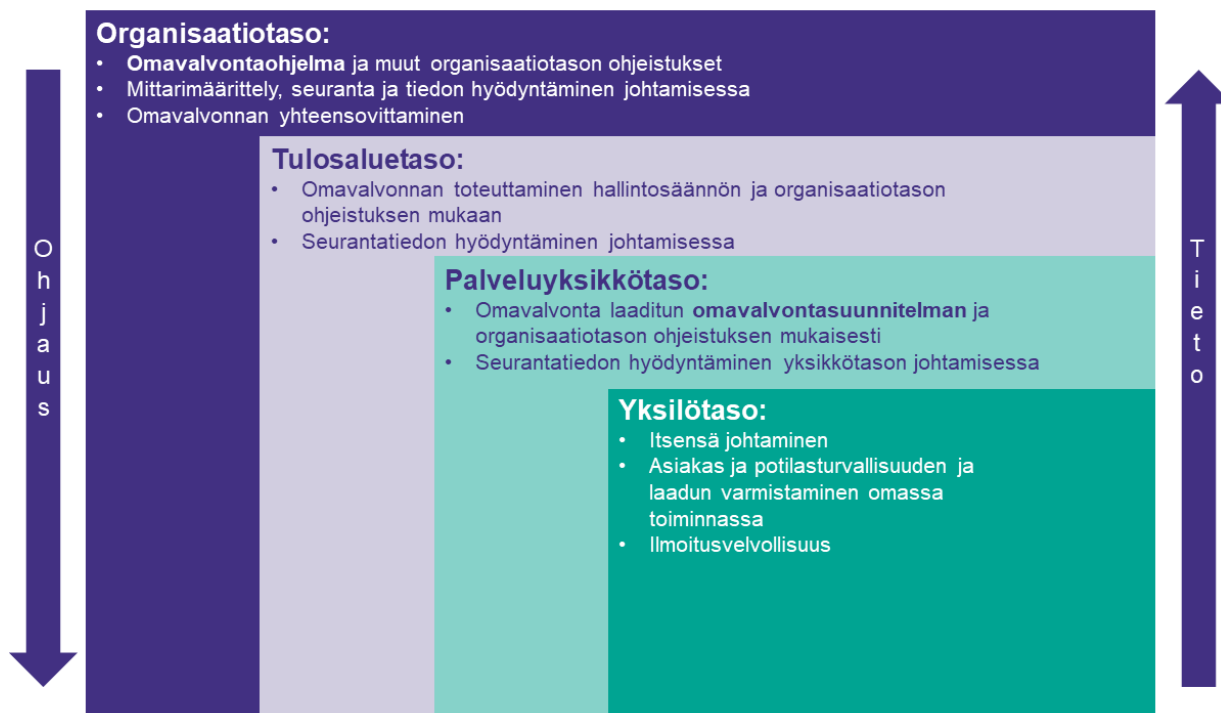 Organisaatiotaso:
• Omavalvontaohjelma ja muut organisaatiotason ohjeistukset
• Mittarimäärittely, seuranta ja tiedon hyödyntäminen johtamisessa
• Omavalvonnan yhteensovittaminen
Tulosaluetaso:
• Omavalvonnan toteuttaminen hallintosäännön ja organisaatiotason
ohjeistuksen mukaan
• Seurantatiedon hyödyntäminen johtamisessa
Palveluyksikkötaso:
• Omavalvonta laaditun omavalvontasuunnitelman ja
organisaatiotason ohjeistuksen mukaisesti
• Seurantatiedon hyödyntäminen yksikkötason johtamisessa
Yksilötaso:
• Itsensä johtaminen
• Asiakas ja potilasturvallisuuden ja
laadun varmistaminen omassa
toiminnassa
• Ilmoitusvelvollisuus
Ohjaus
Tieto